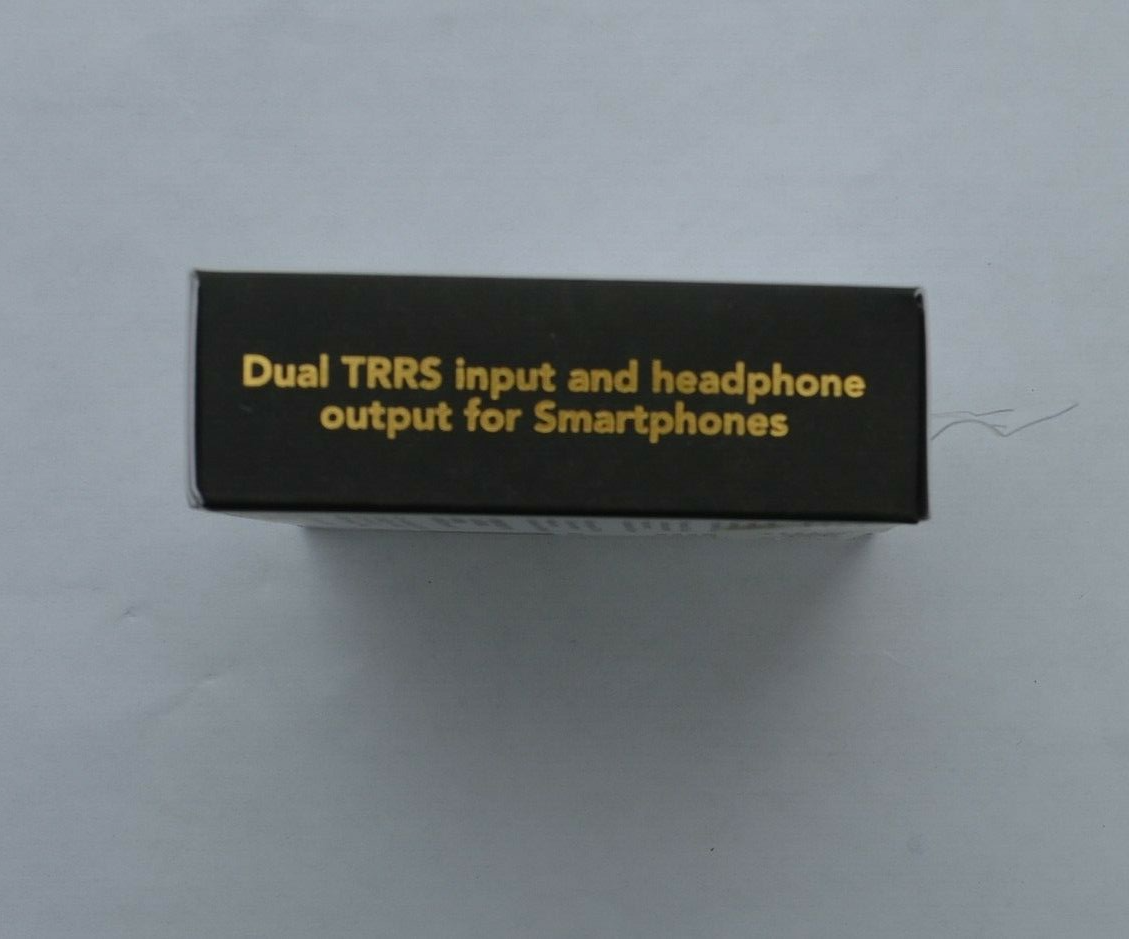 Dual TRRS input and headphone
output for Smartphones